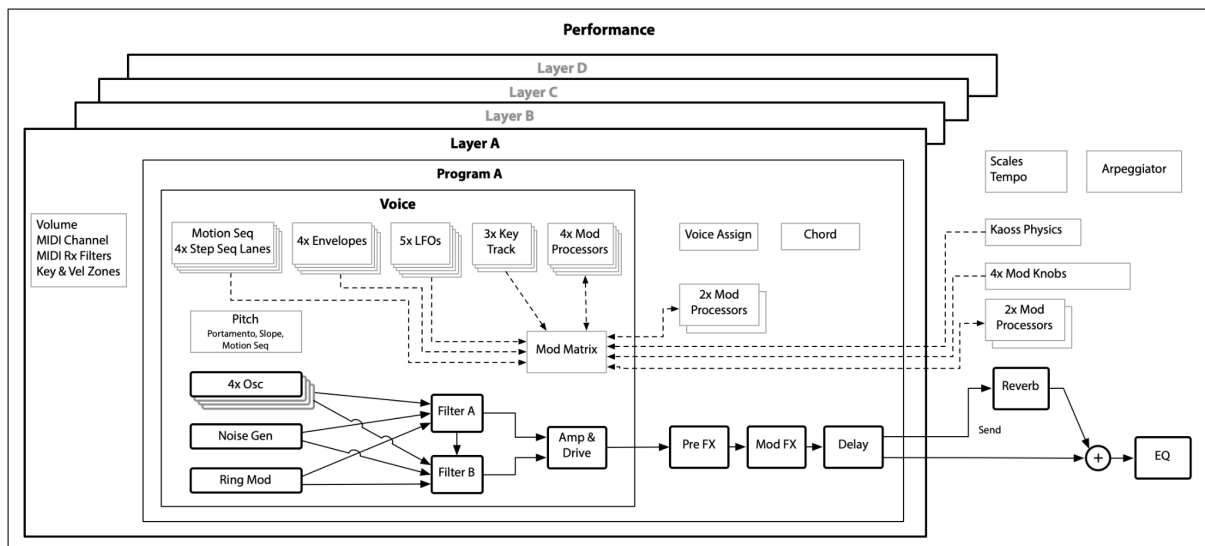 Performance
Layer D
Layer C
Layer B
Layer A
Program A
Voice
Volume
MIDI Channel
MIDI Rx Filters
Key & Vel Zones
Motion Seq
4x Step Seq Lanes
4x Envelopes
5x LFOs
3x Key
Track
4x Mod
Processors
Voice Assign
Chord
Scales
Tempo
Arpeggiator
Kaoss Physics
4x Mod Knobs
2x Mod
Processors
2x Mod
Processors
Pitch
Portamento, Slope,
Motion Seq
Mod Matrix
4x Osc
Noise Gen
Ring Mod
Filter A
Filter B
Amp &
Drive
Pre FX
Mod FX
Delay
Send
Reverb
+
EQ